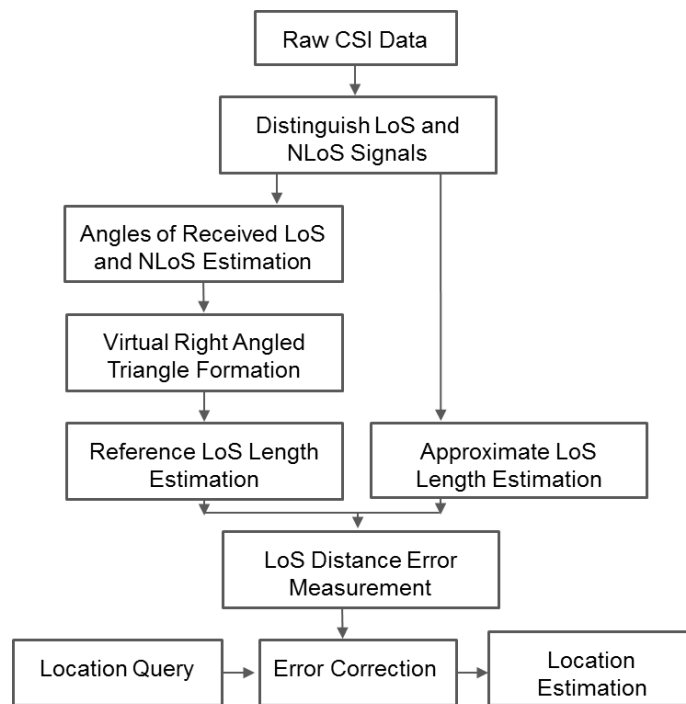 Raw CSI Data
Distinguish LoS and
NLoS Signals
Angles of Received LoS
and NLoS Estimation
Virtual Right Angled
Triangle Formation
Reference LoS Length
Estimation
Approximate LoS
Length Estimation
LoS Distance Error
Measurement
Location Query
Error Correction
Location
Estimation